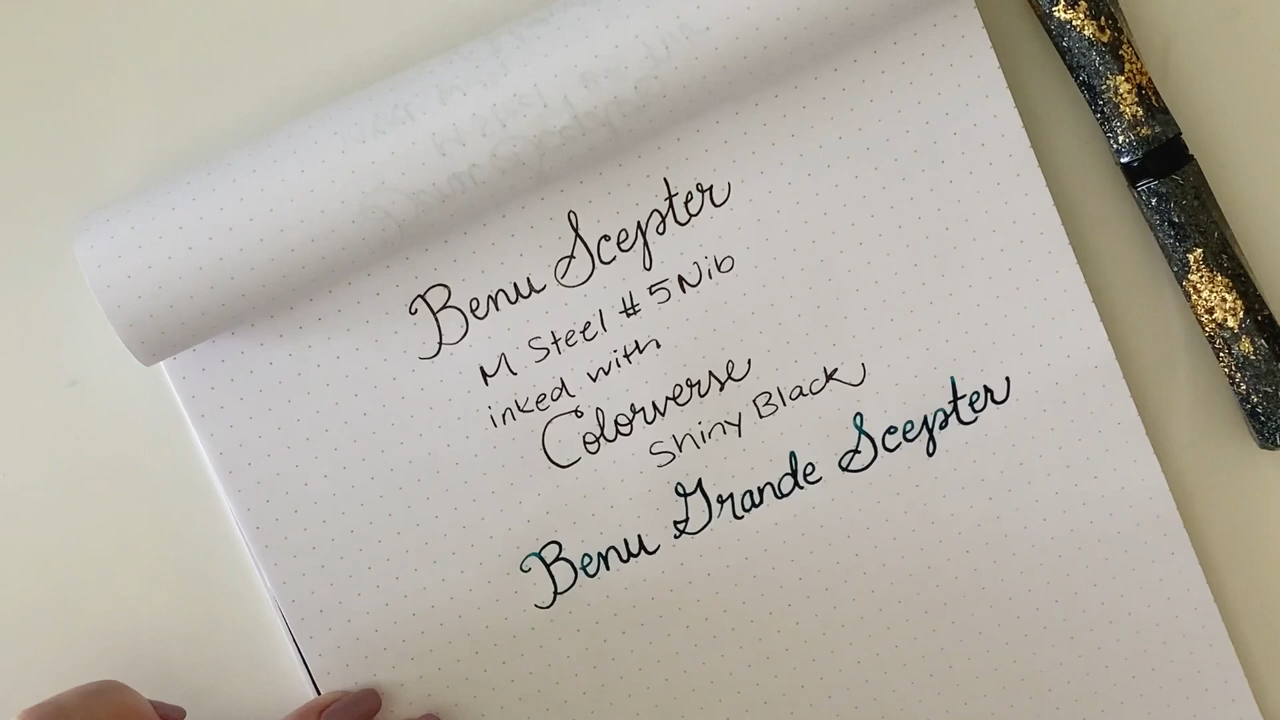 Benu Scepter
M Steel # 5 Nib
inked with
Colorverse
Shiny Black
Benu Grande Scepter